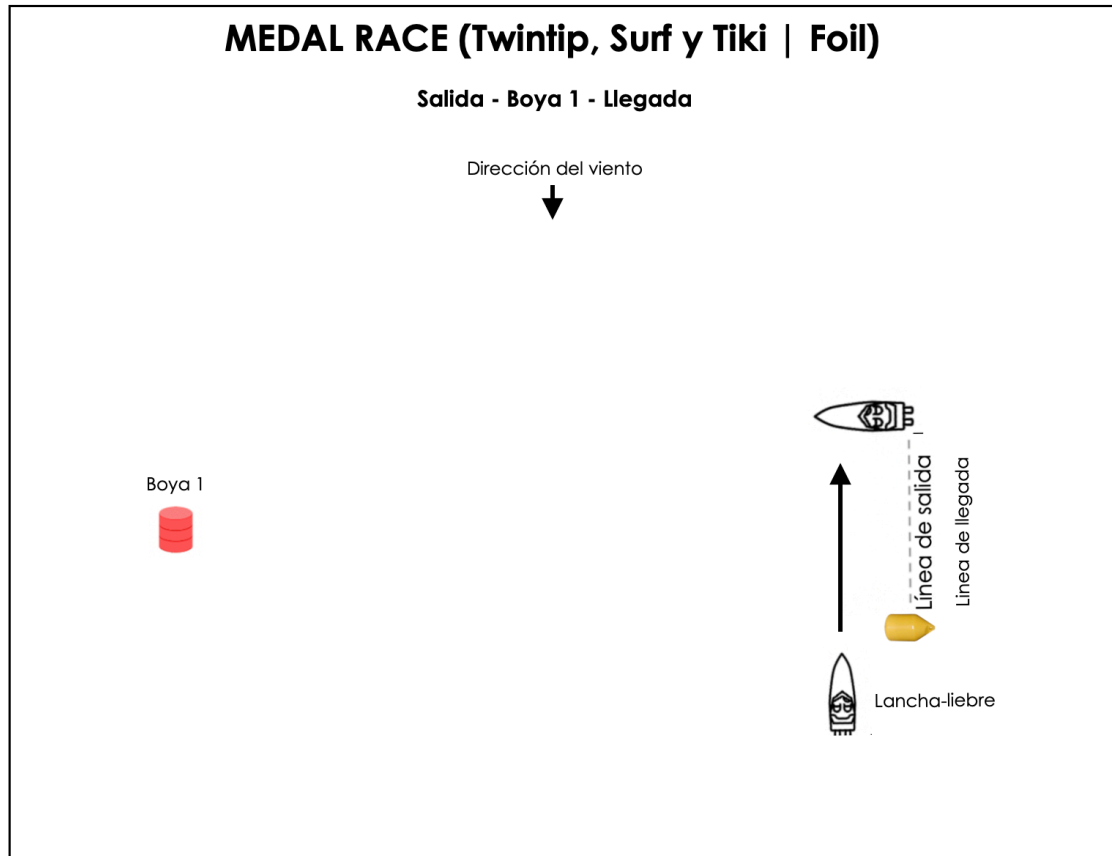 MEDAL RACE (Twintip, Surf y Tiki | Foil)
Salida - Boya 1 - Llegada
Dirección del viento
Boya 1
Línea de salida
Linea de llegada
Lancha-liebre